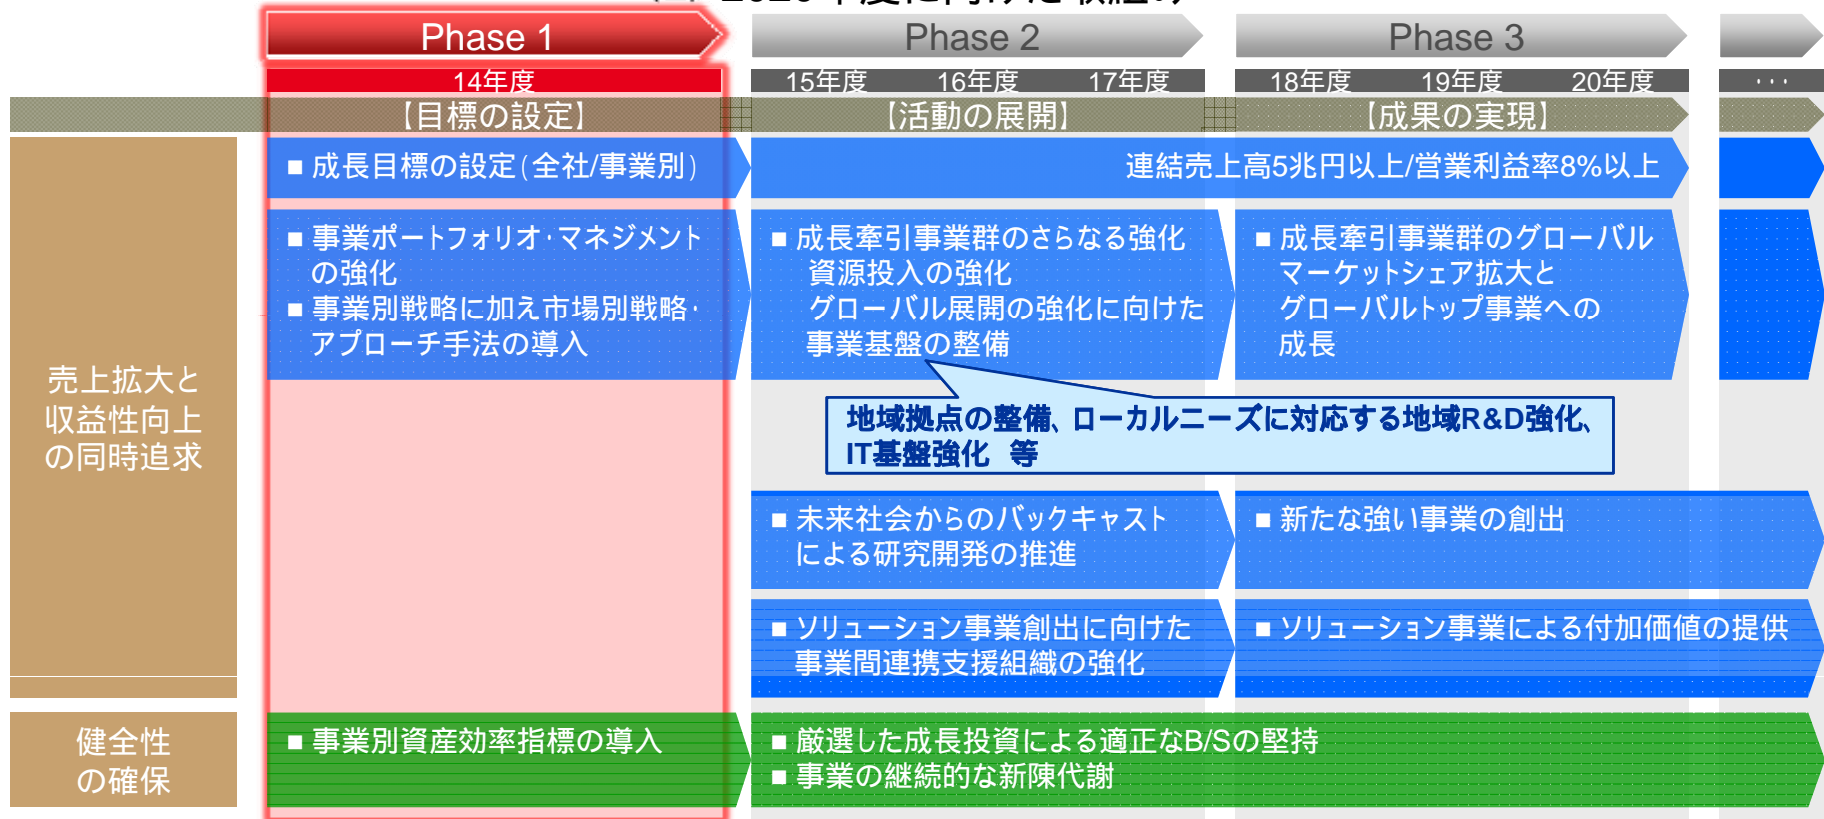 Phase 1
Phase 2
Phase 3
14年度
15年度
16年度
17年度
18年度
19年度
20年度
･･･
【目標の設定】
【活動の展開】
【成果の実現】
売上拡大と
収益性向上
の同時追求
■ 成長目標の設定(全社/事業別)
連結売上高5兆円以上/営業利益率8%以上
■ 事業ポートフォリオ・マネジメント
の強化
■ 事業別戦略に加え市場別戦略・
アプローチ手法の導入
■ 成長牽引事業群のさらなる強化
資源投入の強化
グローバル展開の強化に向けた
事業基盤の整備
■ 成長牽引事業群のグローバル
マーケットシェア拡大と
グローバルトップ事業への
成長
地域拠点の整備、ローカルニーズに対応する地域R&D強化、
IT基盤強化 等
■ 未来社会からのバックキャスト
による研究開発の推進
■ 新たな強い事業の創出
■ ソリューション事業創出に向けた
事業間連携支援組織の強化
■ ソリューション事業による付加価値の提供
健全性
の確保
■ 事業別資産効率指標の導入
■ 厳選した成長投資による適正なB/Sの堅持
■ 事業の継続的な新陳代謝